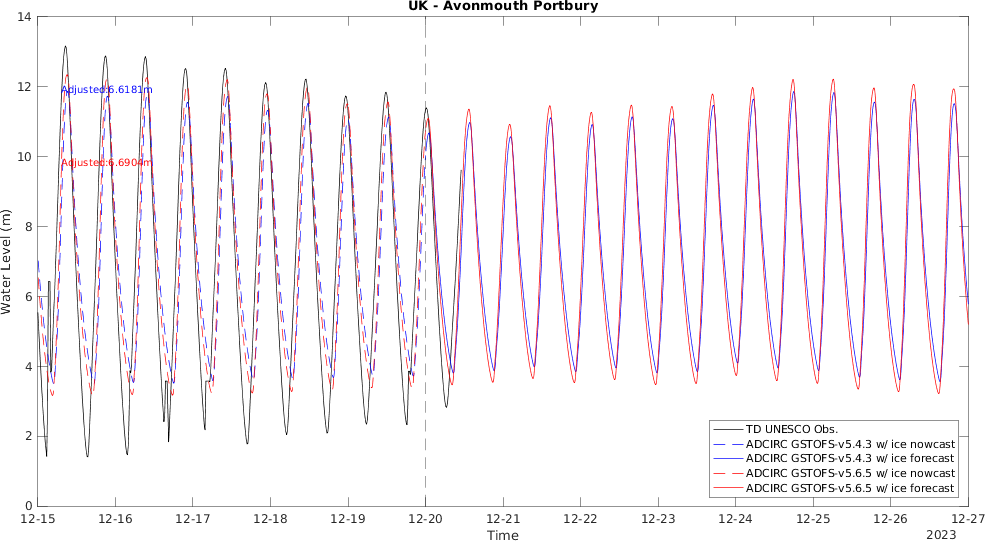 UK - Avonmouth Portbury
14
12
10
8
6
4
2
0
Water Level (m)
Adjusted:6.6181m
Adjusted:6.6904m
TD UNESCO Obs.
ADCIRC GSTOFS-v5.4.3 w/ ice nowcast
ADCIRC GSTOFS-v5.4.3 w/ ice forecast
ADCIRC GSTOFS-v5.6.5 w/ ice nowcast
ADCIRC GSTOFS-v5.6.5 w/ ice forecast
12-15 12-16 12-17 12-18 12-19 12-20 12-21 12-22 12-23 12-24 12-25 12-26 12-27
Time
2023